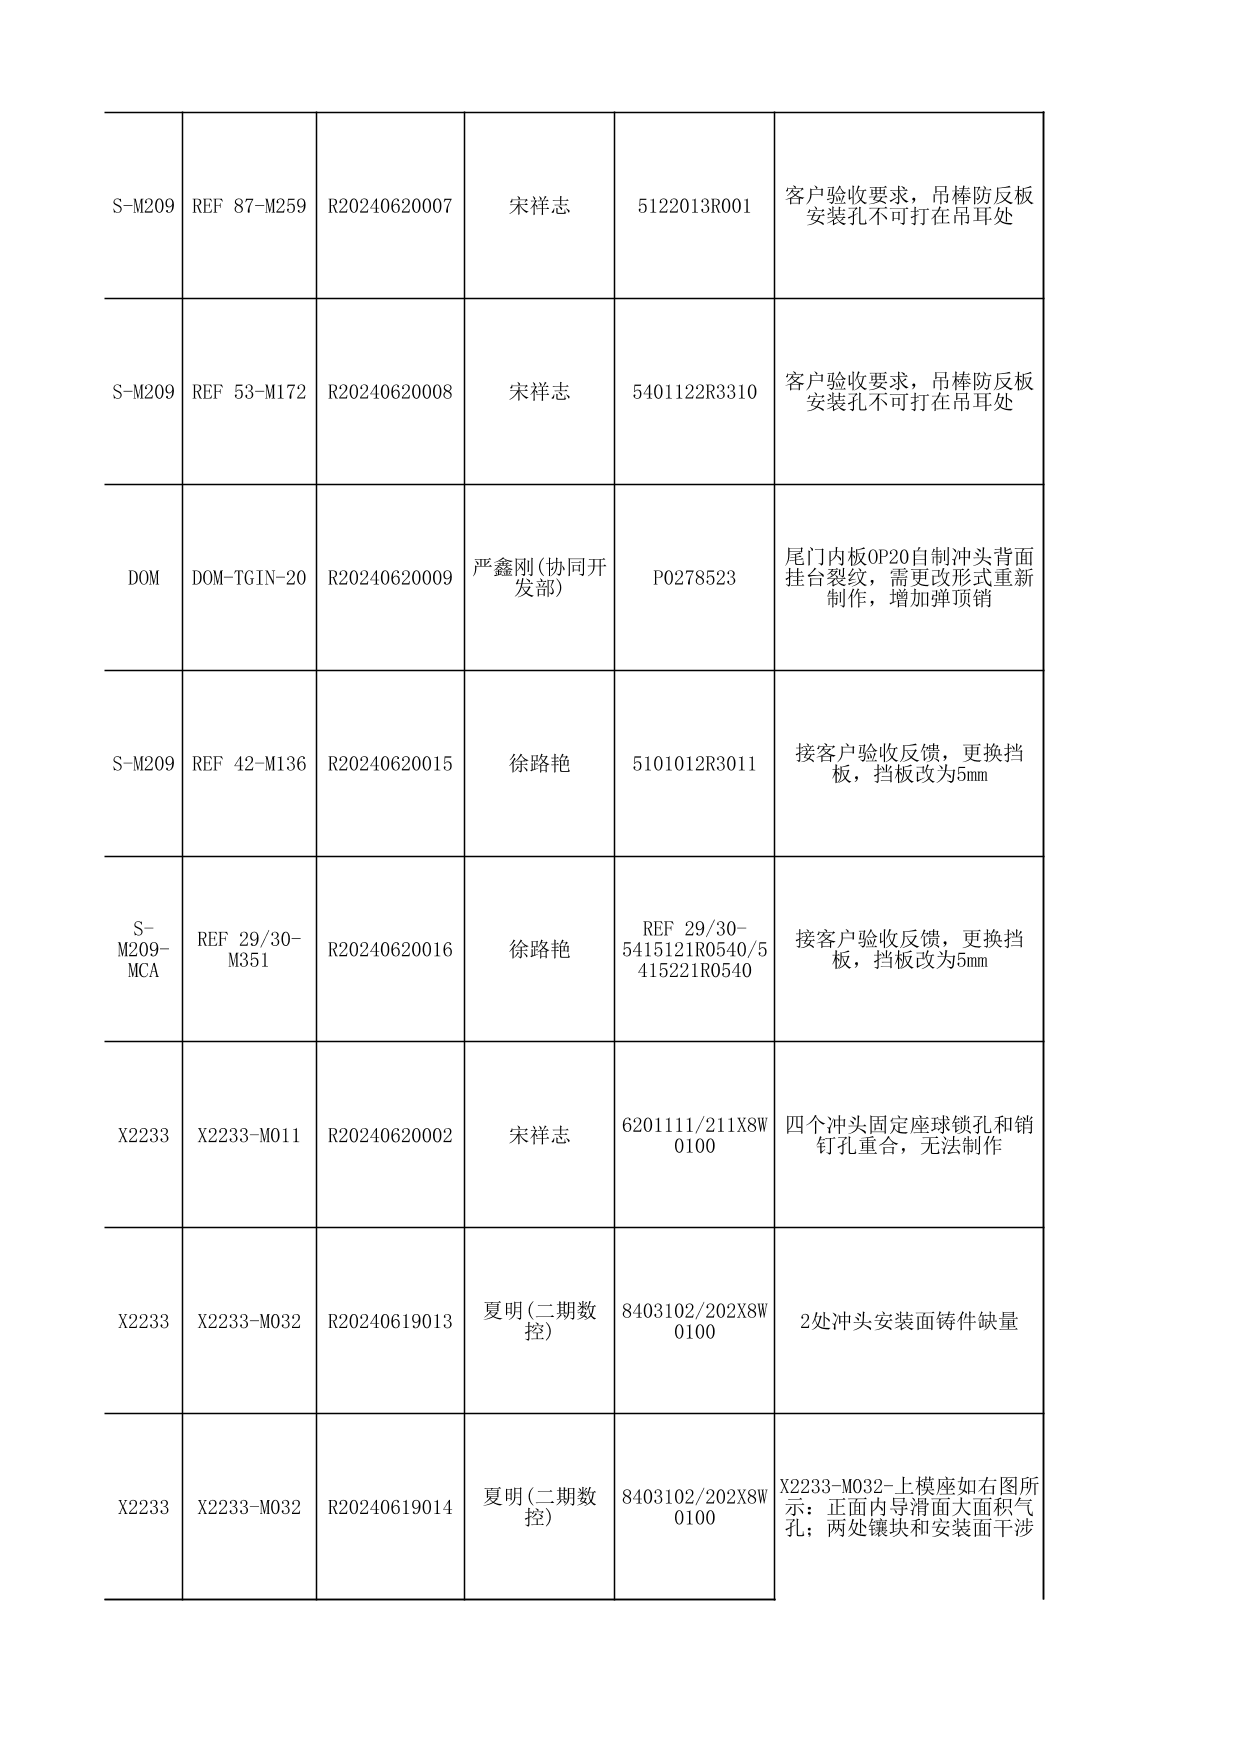 S-M209 REF 87-M259 R20240620007 宋祥志 5122013R001 客户验收要求，吊棒防反板
安装孔不可打在吊耳处
S-M209 REF 53-M172 R20240620008 宋祥志 5401122R3310 客户验收要求，吊棒防反板
安装孔不可打在吊耳处
DOM DOM-TGIN-20 R20240620009 严鑫刚(协同开
发部) P0278523 尾门内板OP20自制冲头背面
挂台裂纹，需更改形式重新
制作，增加弹顶销
S-M209 REF 42-M136 R20240620015 徐路艳 5101012R3011 接客户验收反馈，更换挡
板，挡板改为5mm
S-
M209-
MCA REF 29/30-
M351 R20240620016 徐路艳 REF 29/30-
5415121R0540/5
415221R0540 接客户验收反馈，更换挡
板，挡板改为5mm
X2233 X2233-M011 R20240620002 宋祥志 6201111/211X8W
0100 四个冲头固定座球锁孔和销
钉孔重合，无法制作
X2233 X2233-M032 R20240619013 夏明(二期数
控) 8403102/202X8W
0100 2处冲头安装面铸件缺量
X2233 X2233-M032 R20240619014 夏明(二期数
控) 8403102/202X8W
0100 X2233-M032-上模座如右图所
示：正面内导滑面大面积气
孔；两处镶块和安装面干涉